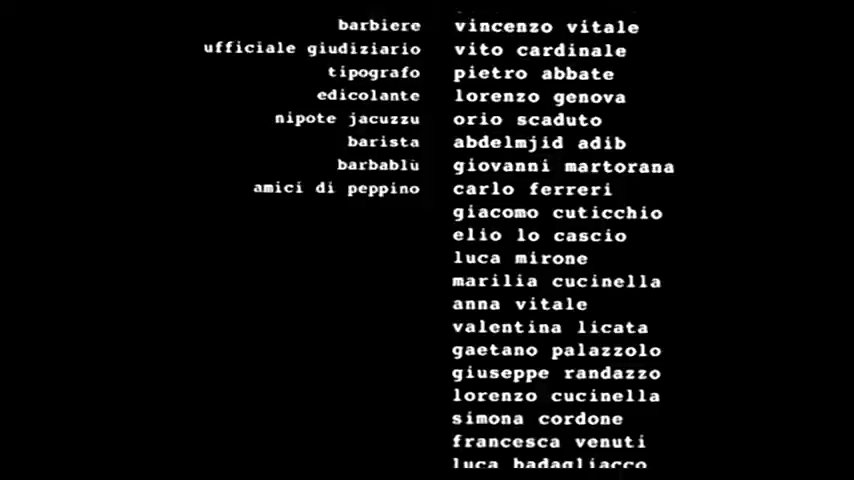 barbiere vincenzo vitale
ufficiale giudiziario vito cardinale
tipografo pietro abbate
edicolante lorenzo genova
nipote jacuzzu orio scaduto
barista abdelmjid adib
barbablù giovanni martorana
amici di peppino carlo ferreri
giacomo cuticchio
elio lo cascio
luca mirone
marilia cucinella
anna vitale
valentina licata
gaetano palazzolo
giuseppe randazzo
lorenzo cucinella
simona cordone
francesca venuti
luca badagliacco